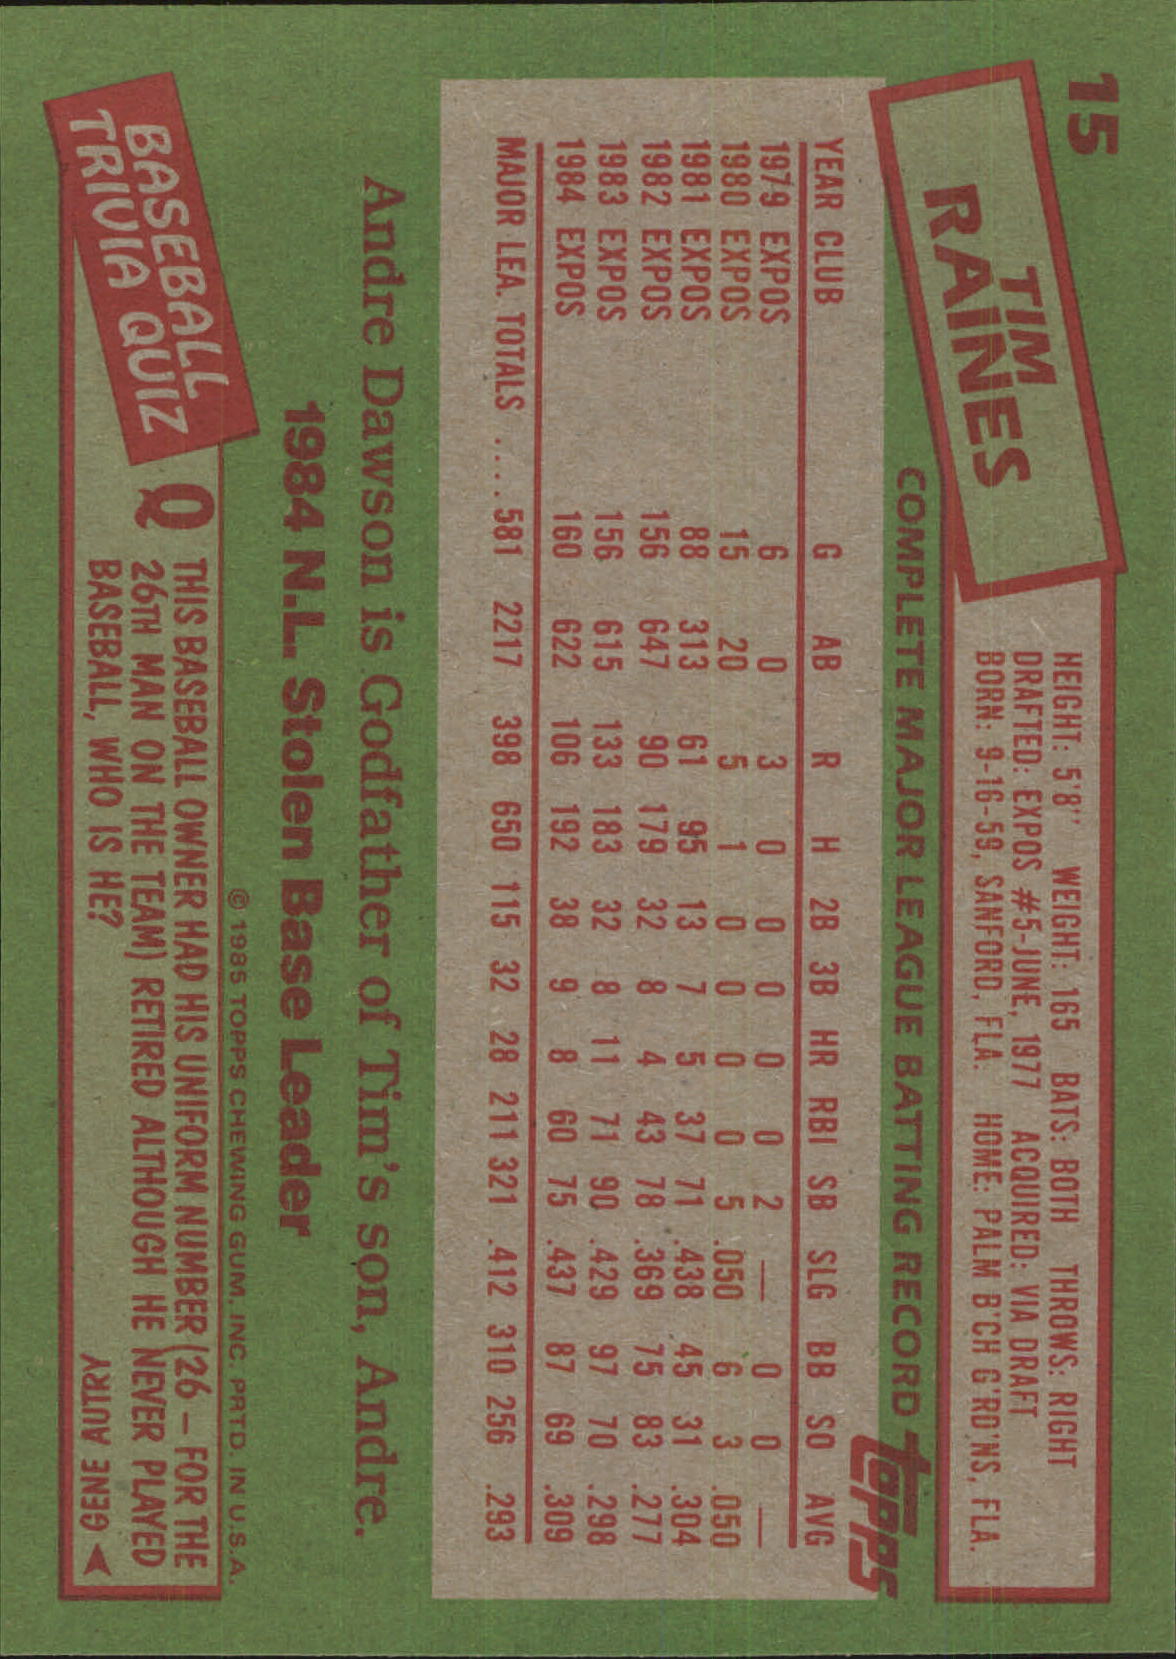 15
TIM
RAINES
HEIGHT: 5'8'' WEIGHT: 165 BATS: BOTH THROWS: RIGHT
DRAFTED: EXPOS #5-JUNE, 1977 ACQUIRED: VIA DRAFT
BORN: 9-16-59, SANFORD, FLA. HOME: PALM B'CH G'RD'NS, FLA.
COMPLETE MAJOR LEAGUE BATTING RECORD
topps
YEAR CLUB G AB R H 2B 3B HR RBI SB SLG BB SO AVG
1979 EXPOS 6 0 3 0 0 0 0 0 2 — 0 0 —
1980 EXPOS 15 20 5 1 0 0 0 0 5 .050 6 3 .050
1981 EXPOS 88 313 61 95 13 7 5 37 71 .438 45 31 .304
1982 EXPOS 156 647 90 179 32 8 4 43 78 .369 75 83 .277
1983 EXPOS 156 615 133 183 32 8 11 71 90 .429 97 70 .298
1984 EXPOS 160 622 106 192 38 9 8 60 75 .437 87 69 .309
MAJOR LEA. TOTALS .... 581 2217 398 650 115 32 28 211 321 .412 310 256 .293
Andre Dawson is Godfather of Tim's son, Andre.
1984 N.L. Stolen Base Leader
© 1985 TOPPS CHEWING GUM, INC. PRTD. IN U.S.A.
BASEBALL
TRIVIA QUIZ
Q THIS BASEBALL OWNER HAD HIS UNIFORM NUMBER (26 – FOR THE
26TH MAN ON THE TEAM) RETIRED ALTHOUGH HE NEVER PLAYED
BASEBALL, WHO IS HE?
GENE AUTRY